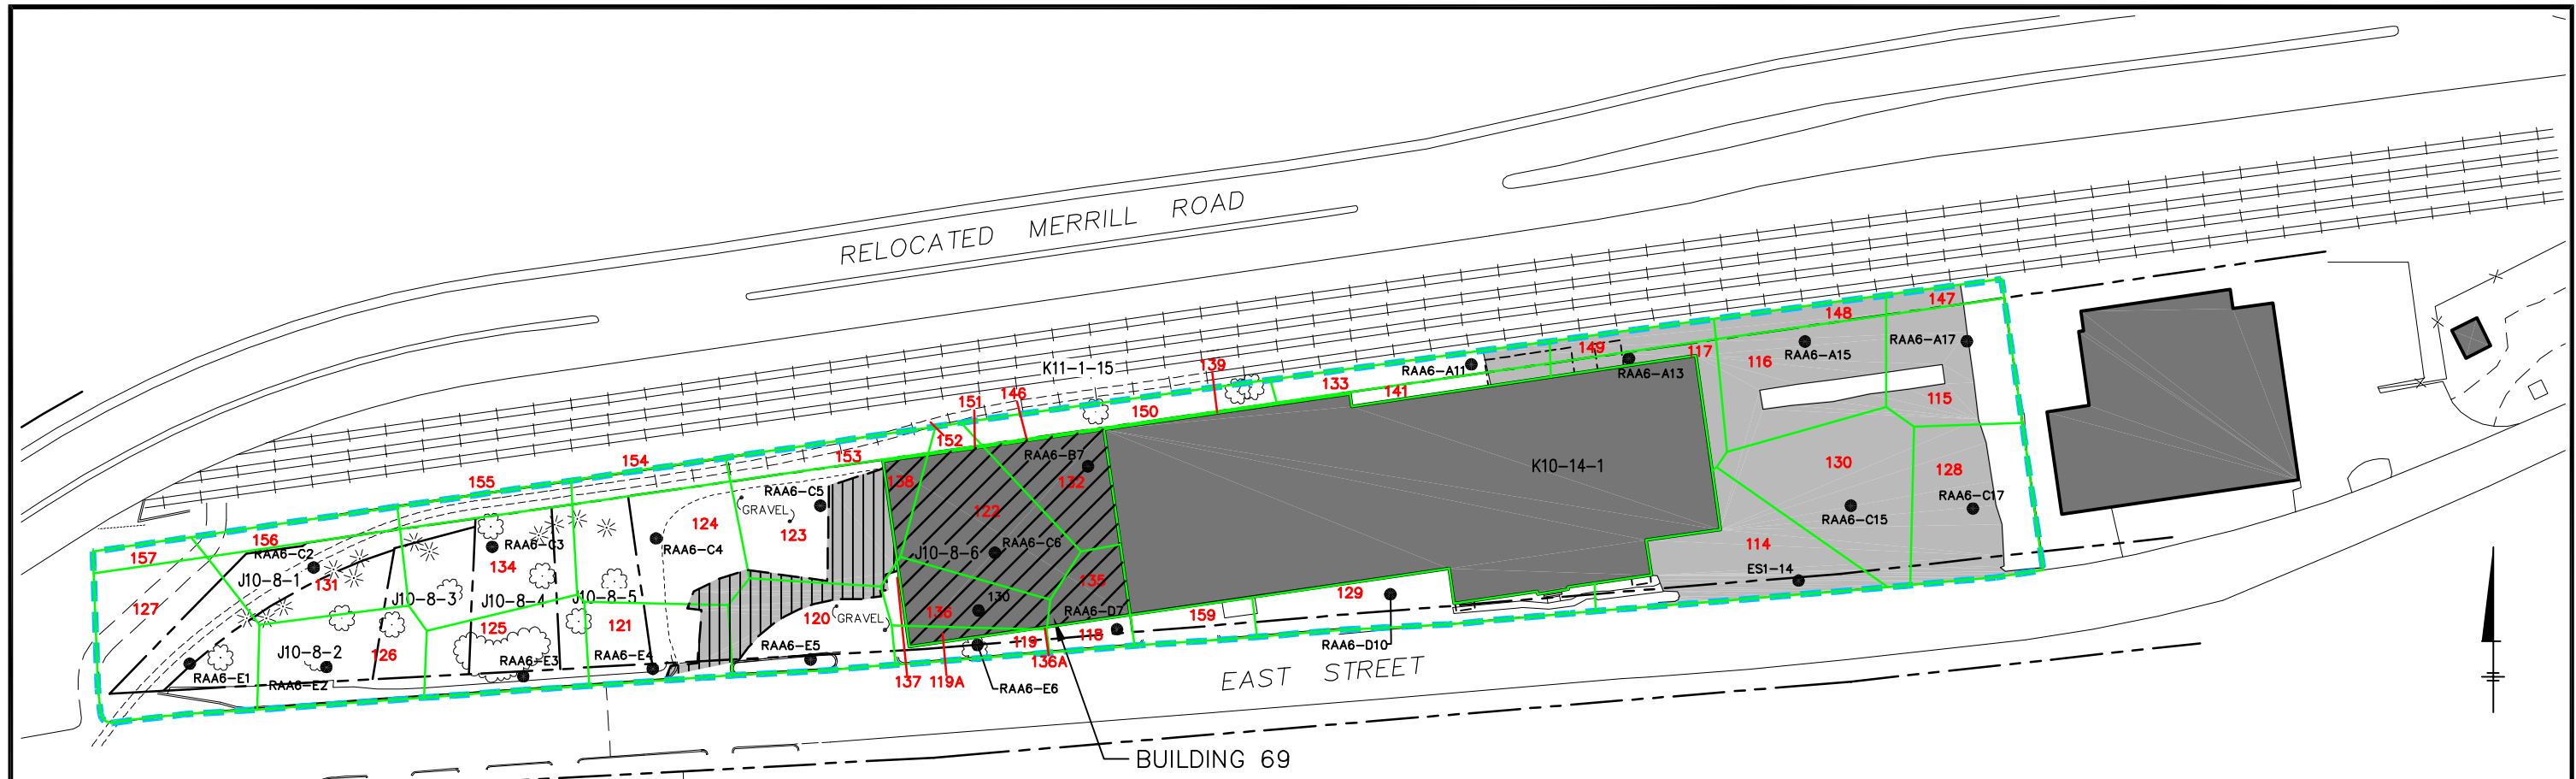 RELOCATED MERRILL ROAD
K11-1-15
139
133
141
RAA6-A11
149
RAA6-A13
117
148
147
116
RAA6-A15
RAA6-A17
115
151
146
150
152
153
154
155
156
157
K10-14-1
130
128
RAA6-C15
RAA6-C17
114
ES1-14
RAA6-B7
132
138
122
RAA6-C5
GRAVEL
123
124
RAA6-C4
RAA6-C3
134
RAA6-C2
J10-8-1
131
127
J10-8-3
J10-8-4
J10-8-5
J10-8-6
RAA6-C6
135
136
130
RAA6-D7
129
159
118
119
120
GRAVEL
121
125
126
J10-8-2
RAA6-E1
RAA6-E2
RAA6-E3
RAA6-E4
RAA6-E5
137
119A
RAA6-E6
136A
RAA6-D10
EAST STREET
BUILDING 69